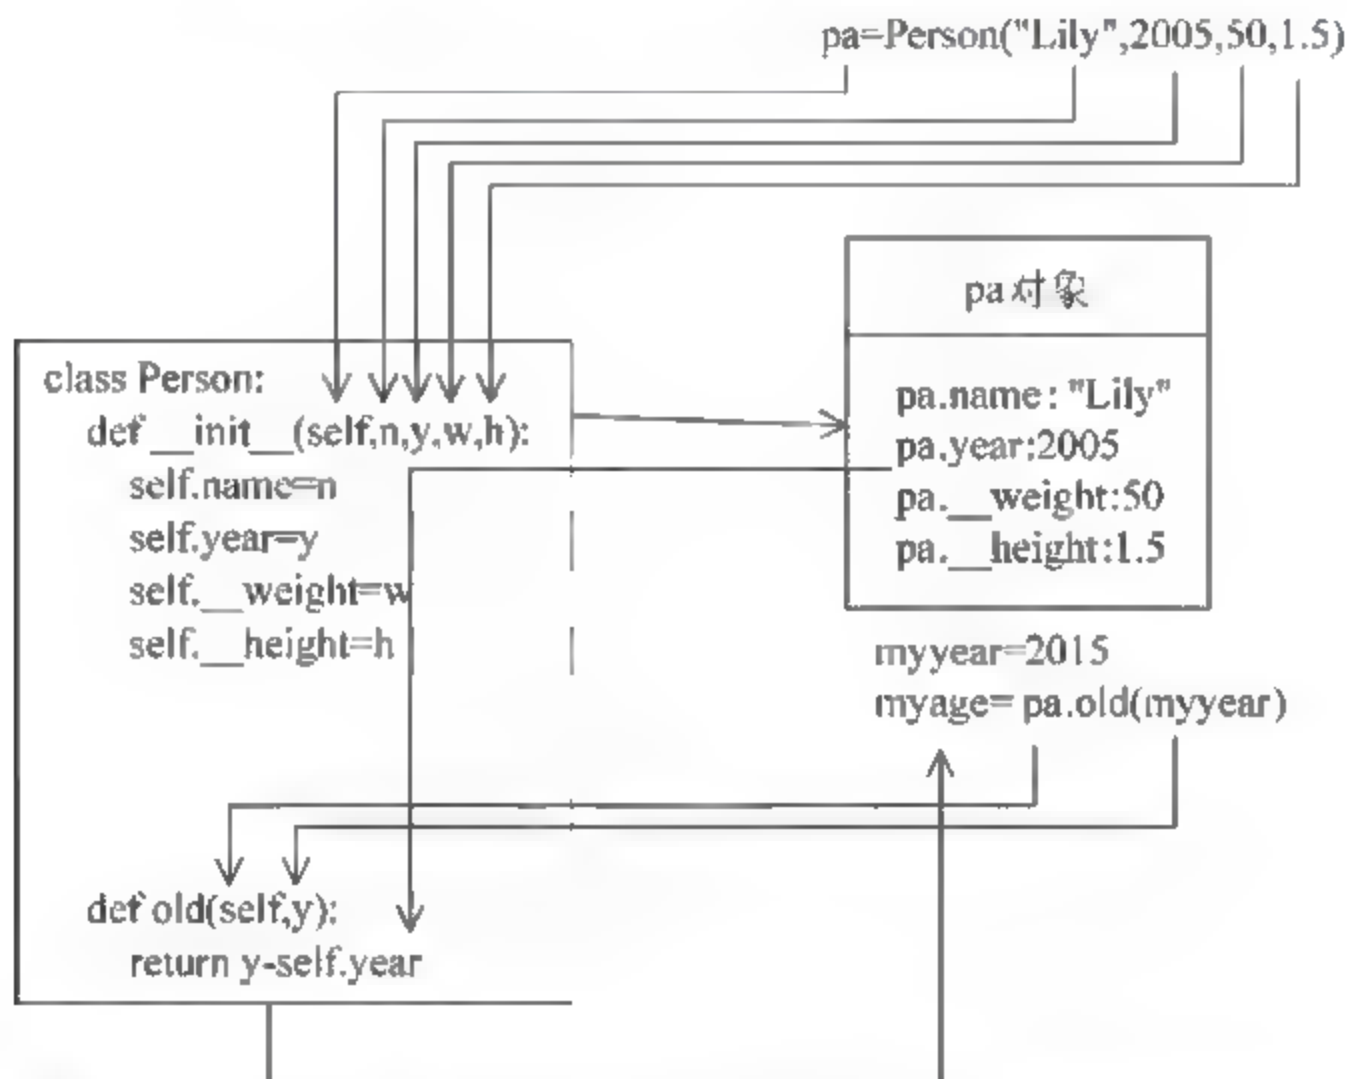 pa=Person("Lily",2005,50,1.5)
pa对象
pa.name: "Lily"
pa.year:2005
pa.__weight:50
pa.__height:1.5
class Person:
def __init__(self,n,y,w,h):
self.name=n
self.year=y
self.__weight=w
self.__height=h
myyear=2015
myage= pa.old(myyear)
def old(self,y):
return y-self.year